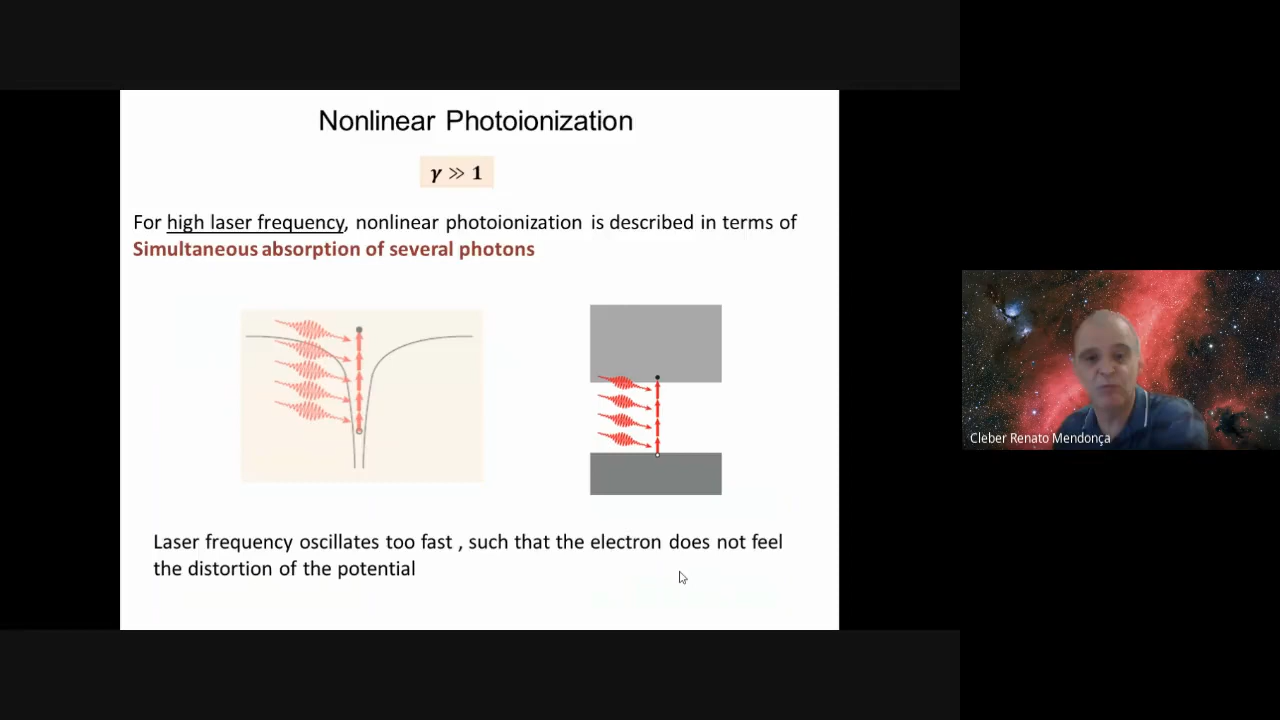 Nonlinear Photoionization
γ ≫ 1
For high laser frequency, nonlinear photoionization is described in terms of
Simultaneous absorption of several photons
Laser frequency oscillates too fast , such that the electron does not feel
the distortion of the potential
Cleber Renato Mendonça